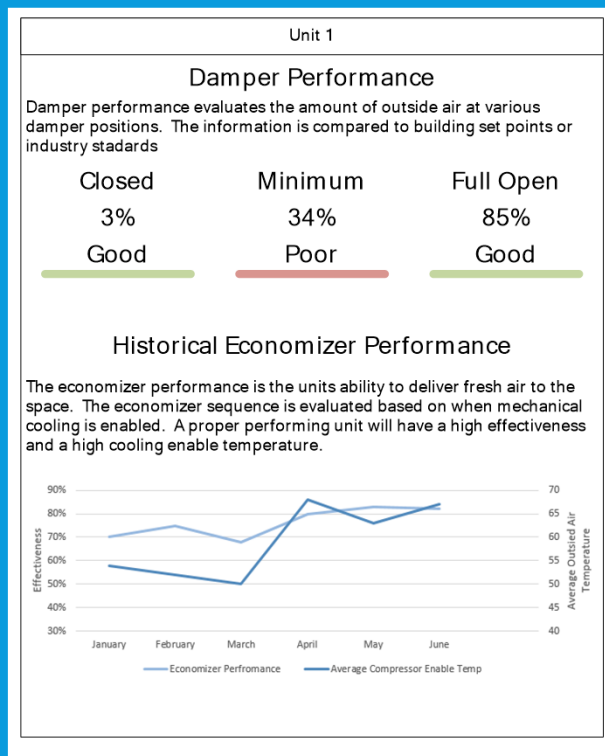 Unit 1
Damper Performance
Damper performance evaluates the amount of outside air at various
damper positions.  The information is compared to building set points or
industry stadards
Closed Minimum Full Open
3% 34% 85%
Good Poor Good
Historical Economizer Performance
The economizer performance is the units ability to deliver fresh air to the
space.  The economizer sequence is evaluated based on when mechanical
cooling is enabled.  A proper performing unit will have a high effectiveness
and a high cooling enable temperature.
90% 70
80% 65
70% 60
60% 55
50% 50
40% 45
30% 40
Effectiveness
Average Outsied Air
Temperature
January February March April May June
Economizer Perfromance Average Compressor Enable Temp